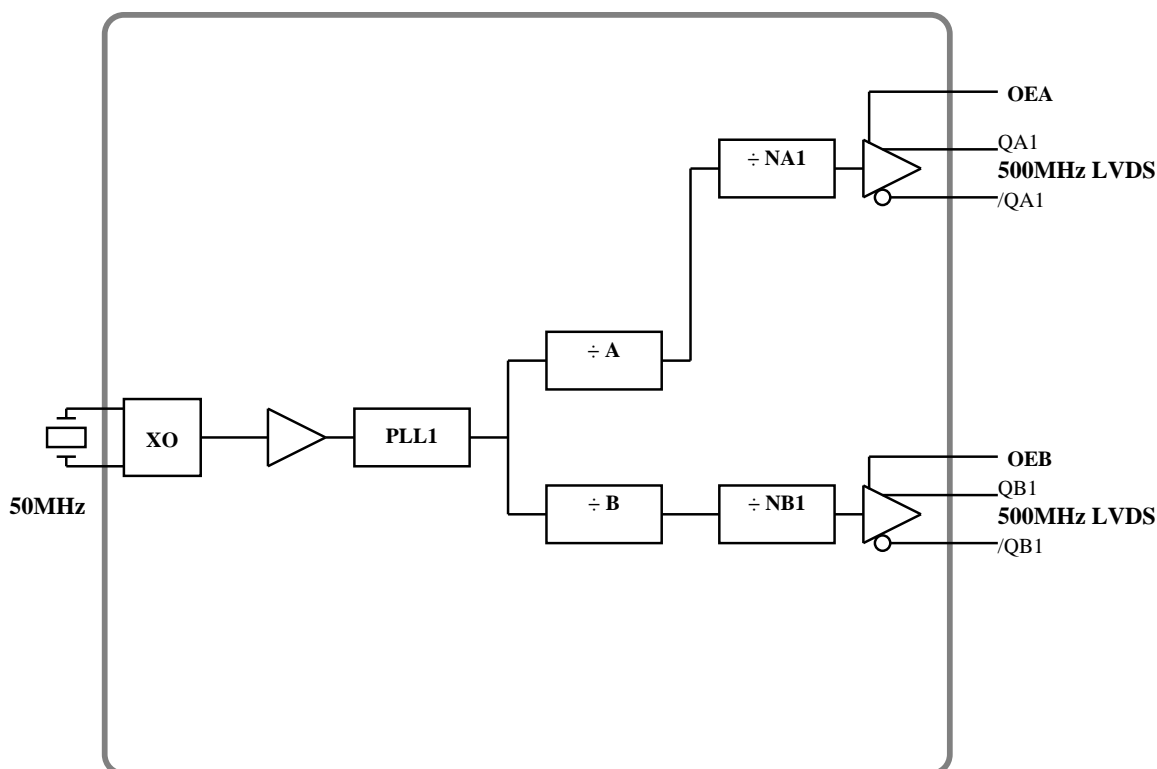 OEA
÷ NA1
QA1
500MHz LVDS
/QA1
÷ A
XO
PLL1
50MHz
OEB
÷ B
÷ NB1
QB1
500MHz LVDS
/QB1